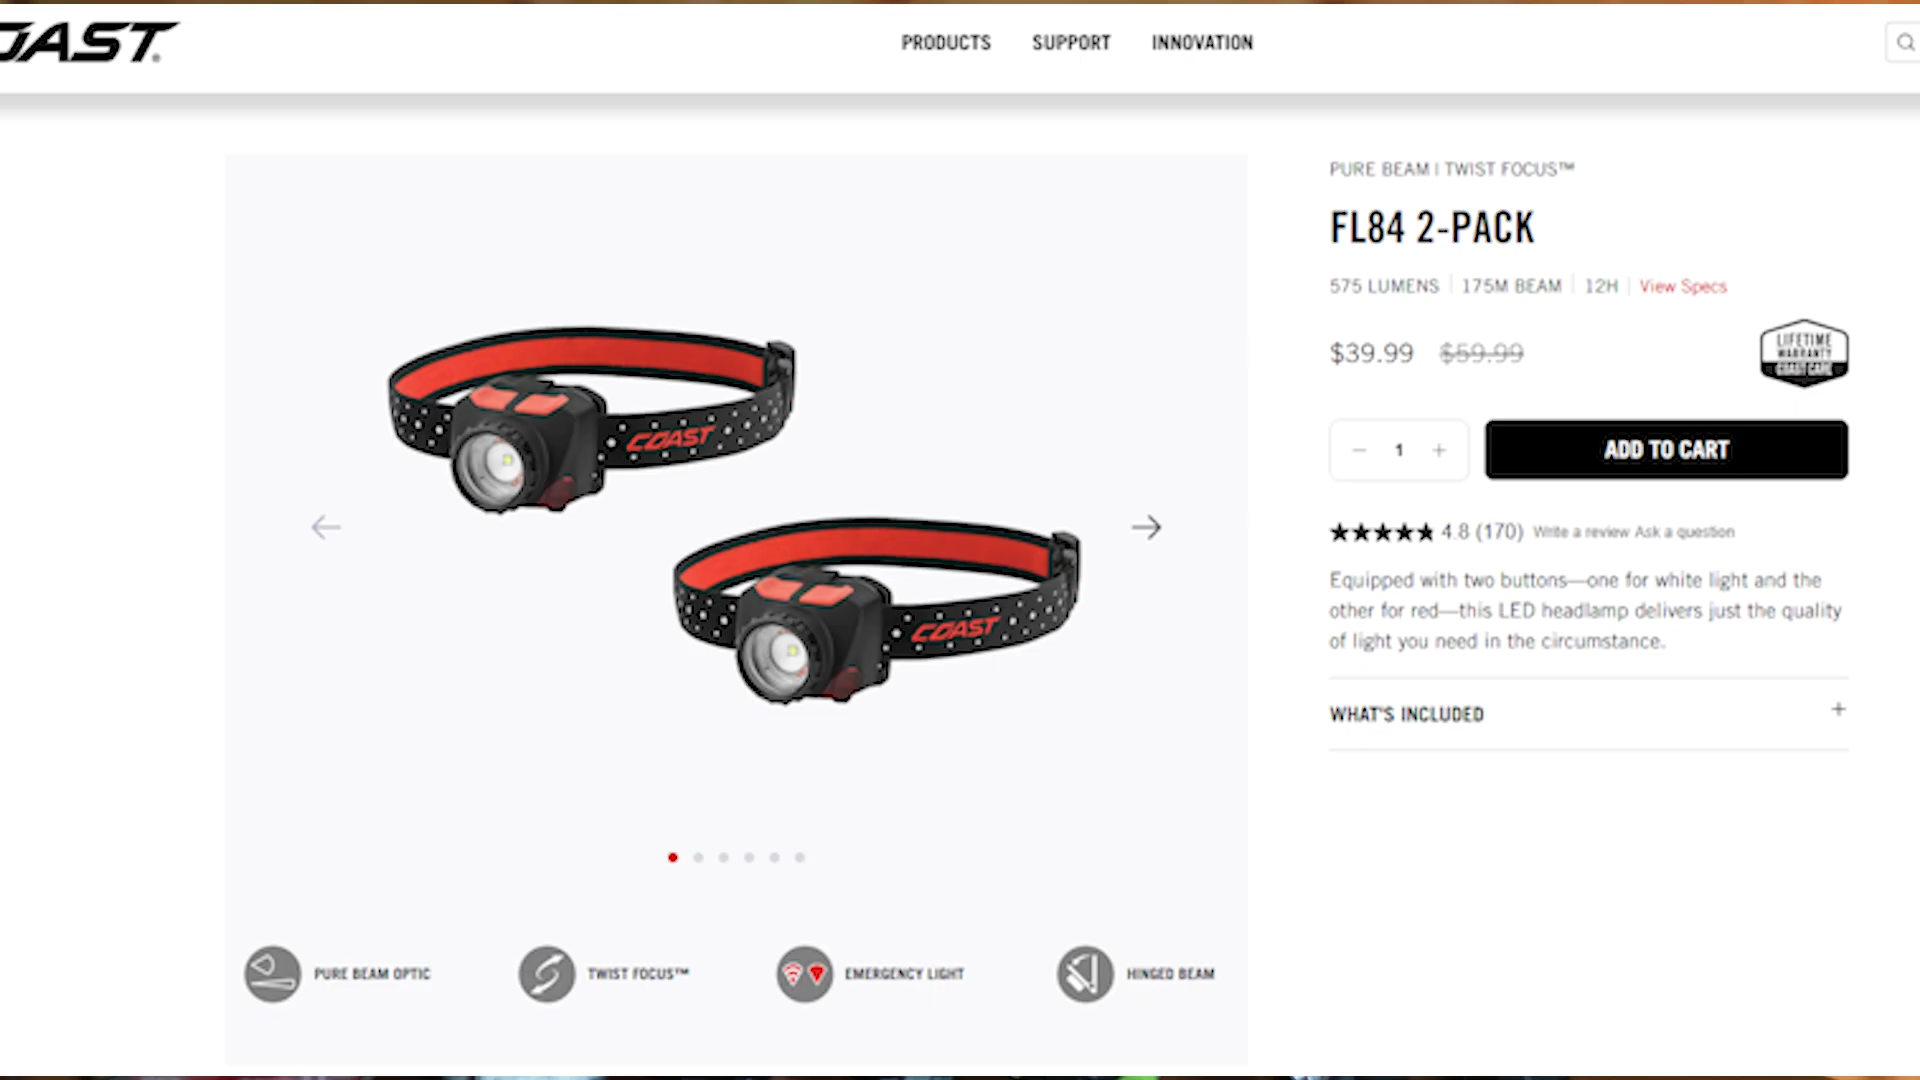 COAST
PRODUCTS SUPPORT INNOVATION
PURE BEAM | TWIST FOCUS™
FL84 2-PACK
575 LUMENS | 175M BEAM | 12H | View Specs
$39.99 $59.99
LIFETIME
WARRANTY
COAST CARE
- 1 +
ADD TO CART
4.8 (170) Write a review Ask a question
Equipped with two buttons—one for white light and the
other for red—this LED headlamp delivers just the quality
of light you need in the circumstance.
WHAT'S INCLUDED +
COAST
COAST
PURE BEAM OPTIC TWIST FOCUS™ EMERGENCY LIGHT HINGED BEAM